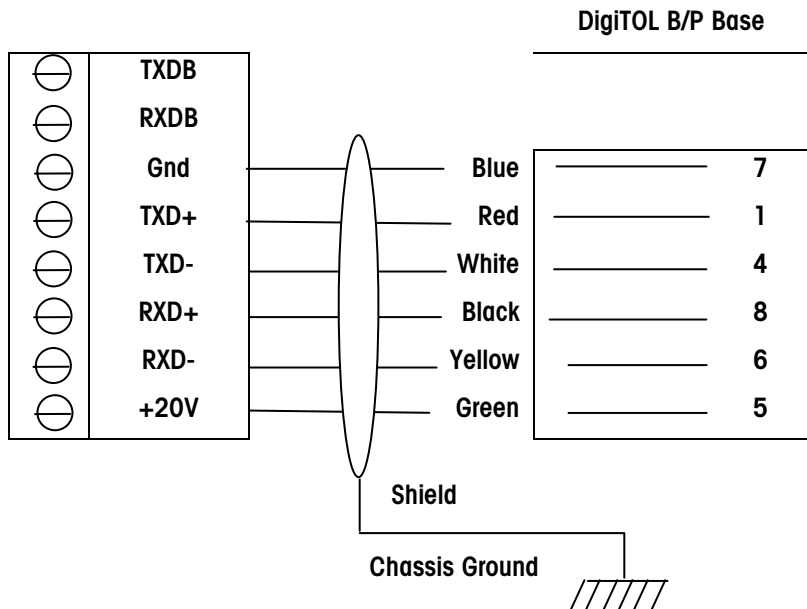 DigiTOL B/P Base
TXDB
RXDB
Gnd Blue 7
TXD+ Red 1
TXD- White 4
RXD+ Black 8
RXD- Yellow 6
+20V Green 5
Shield
Chassis Ground